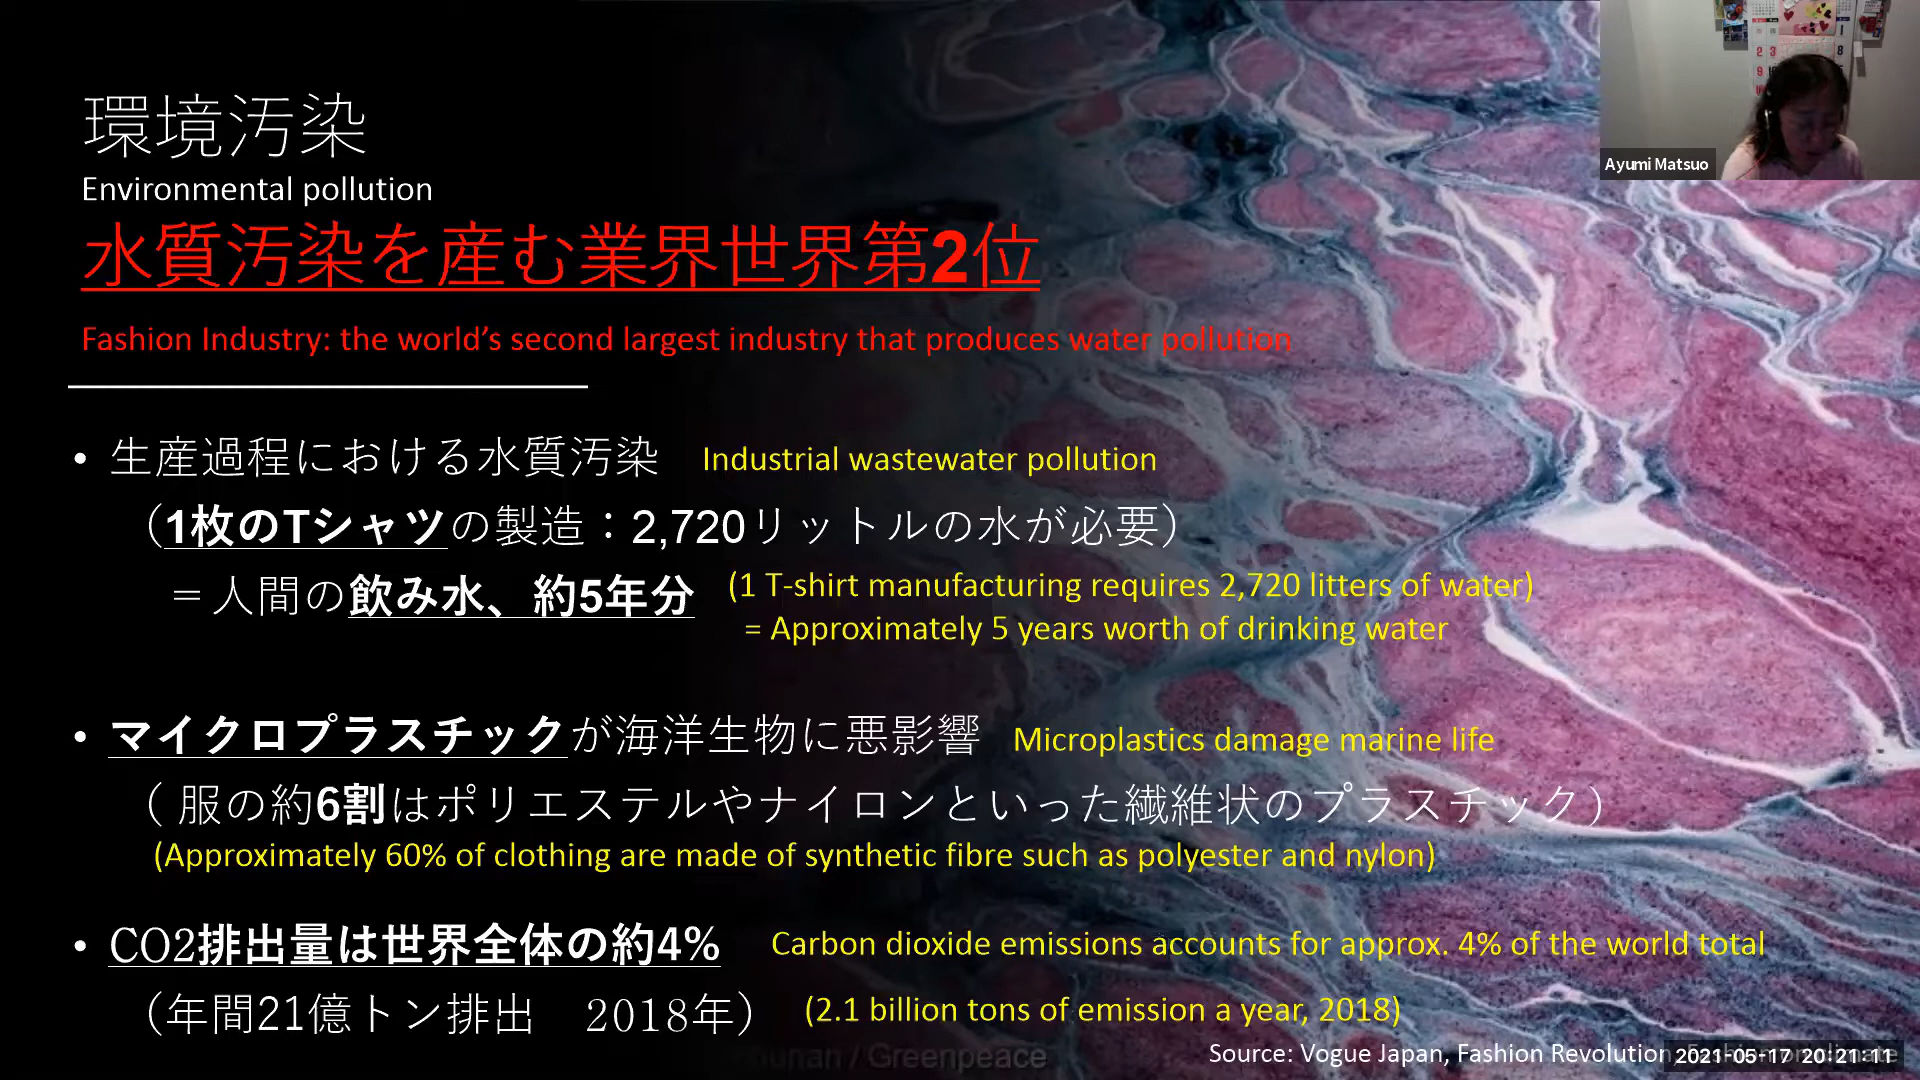 環境汚染
Environmental pollution
水質汚染を産む業界世界第2位
Fashion Industry: the world’s second largest industry that produces water pollution
• 生産過程における水質汚染 Industrial wastewater pollution
（1枚のTシャツの製造：2,720リットルの水が必要）
＝人間の飲み水、約5年分
(1 T-shirt manufacturing requires 2,720 litters of water)
= Approximately 5 years worth of drinking water
• マイクロプラスチックが海洋生物に悪影響 Microplastics damage marine life
（ 服の約6割はポリエステルやナイロンといった繊維状のプラスチック）
(Approximately 60% of clothing are made of synthetic fibre such as polyester and nylon)
• CO2排出量は世界全体の約4% Carbon dioxide emissions accounts for approx. 4% of the world total
（年間21億トン排出　2018年） (2.1 billion tons of emission a year, 2018)
/ Greenpeace
Source: Vogue Japan, Fashion Revolution,
2021-05-17 20:21:11
Ayumi Matsuo